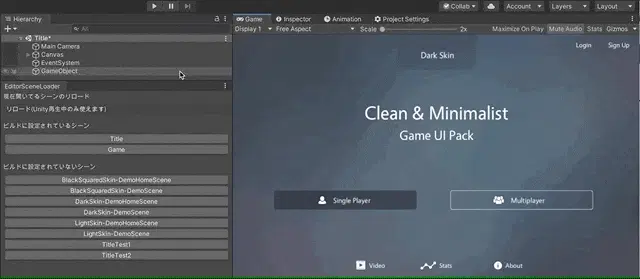 Collab
Account
Layers
Layout
Hierarchy
All
Title*
Main Camera
Canvas
EventSystem
GameObject
EditorSceneLoader
現在開いてるシーンのリロード
リロード(Unity再生中のみ使えます)
ビルドに設定されているシーン
Title
Game
ビルドに設定されていないシーン
BlackSquaredSkin-DemoHomeScene
BlackSquaredSkin-DemoScene
DarkSkin-DemoHomeScene
DarkSkin-DemoScene
LightSkin-DemoHomeScene
LightSkin-DemoScene
TitleTest1
TitleTest2
Game
Inspector
Animation
Project Settings
Display 1
Free Aspect
Scale
2x
Maximize On Play
Mute Audio
Stats
Gizmos
Login
Sign Up
Dark Skin
Clean & Minimalist
Game UI Pack
Single Player
Multiplayer
Video
Stats
About